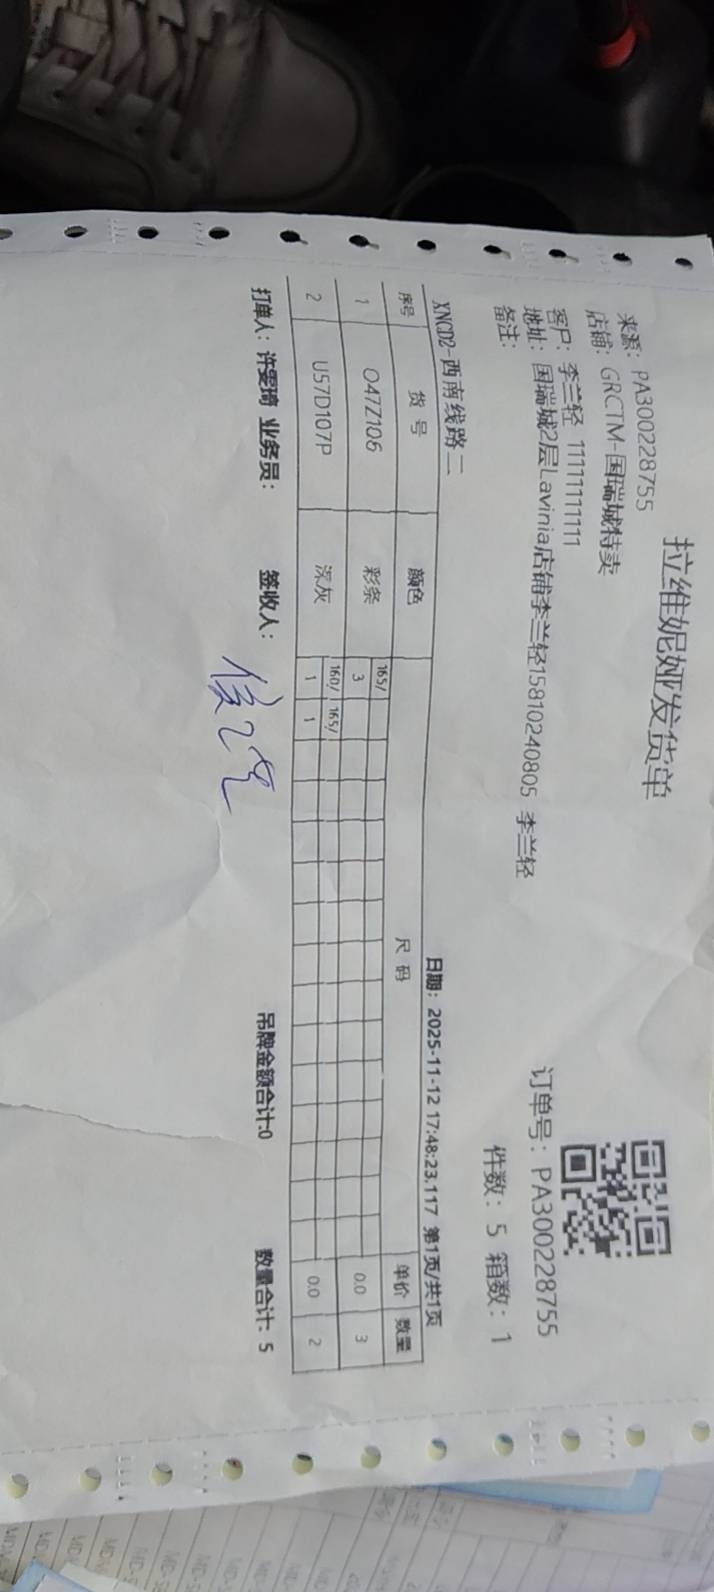 拉维妮娅发货单
来源：PA300228755
店铺：GRCTM-国瑞城特卖
客户：李兰轻 11111111111
地址：国瑞城2层Lavinia店铺李兰轻15810240805 李兰轻
备注：
订单号：PA300228755
件数：5 箱数：1
XNCD2-西南线路二
日期：2025-11-12 17:48:23.117 第1页/共1页
序号 货号 颜色 尺码 单价 数量
1 O47Z106 彩条 165/ 0.0 3
3
2 U57D107P 深灰 160/ 165/ 0.0 2
1 1
打单人：许雯琦 业务员： 签收人： 吊牌金额合计:0 数量合计：5